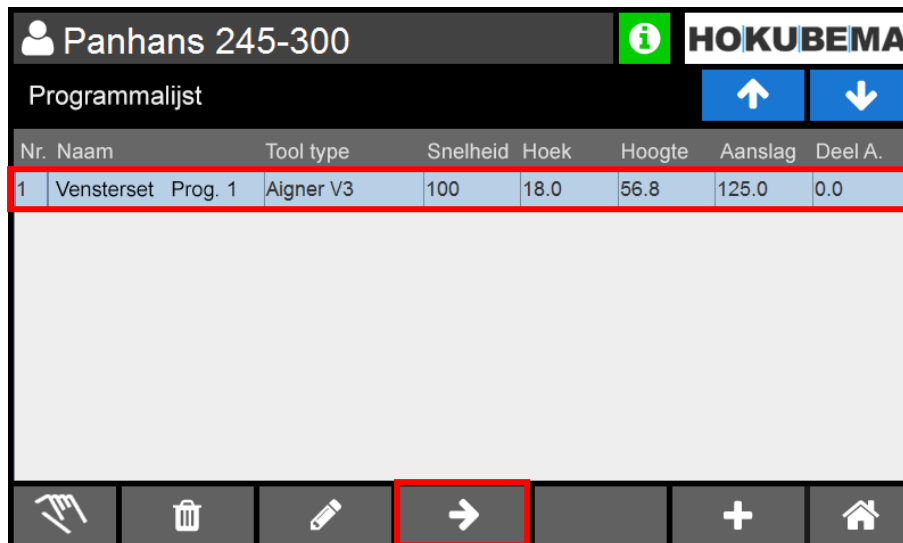 Panhans 245-300 i HOKUBEMA
Programmalijst
Nr. Naam Tool type Snelheid Hoek Hoogte Aanslag Deel A.
1 Vensterset Prog. 1 Aigner V3 100 18.0 56.8 125.0 0.0